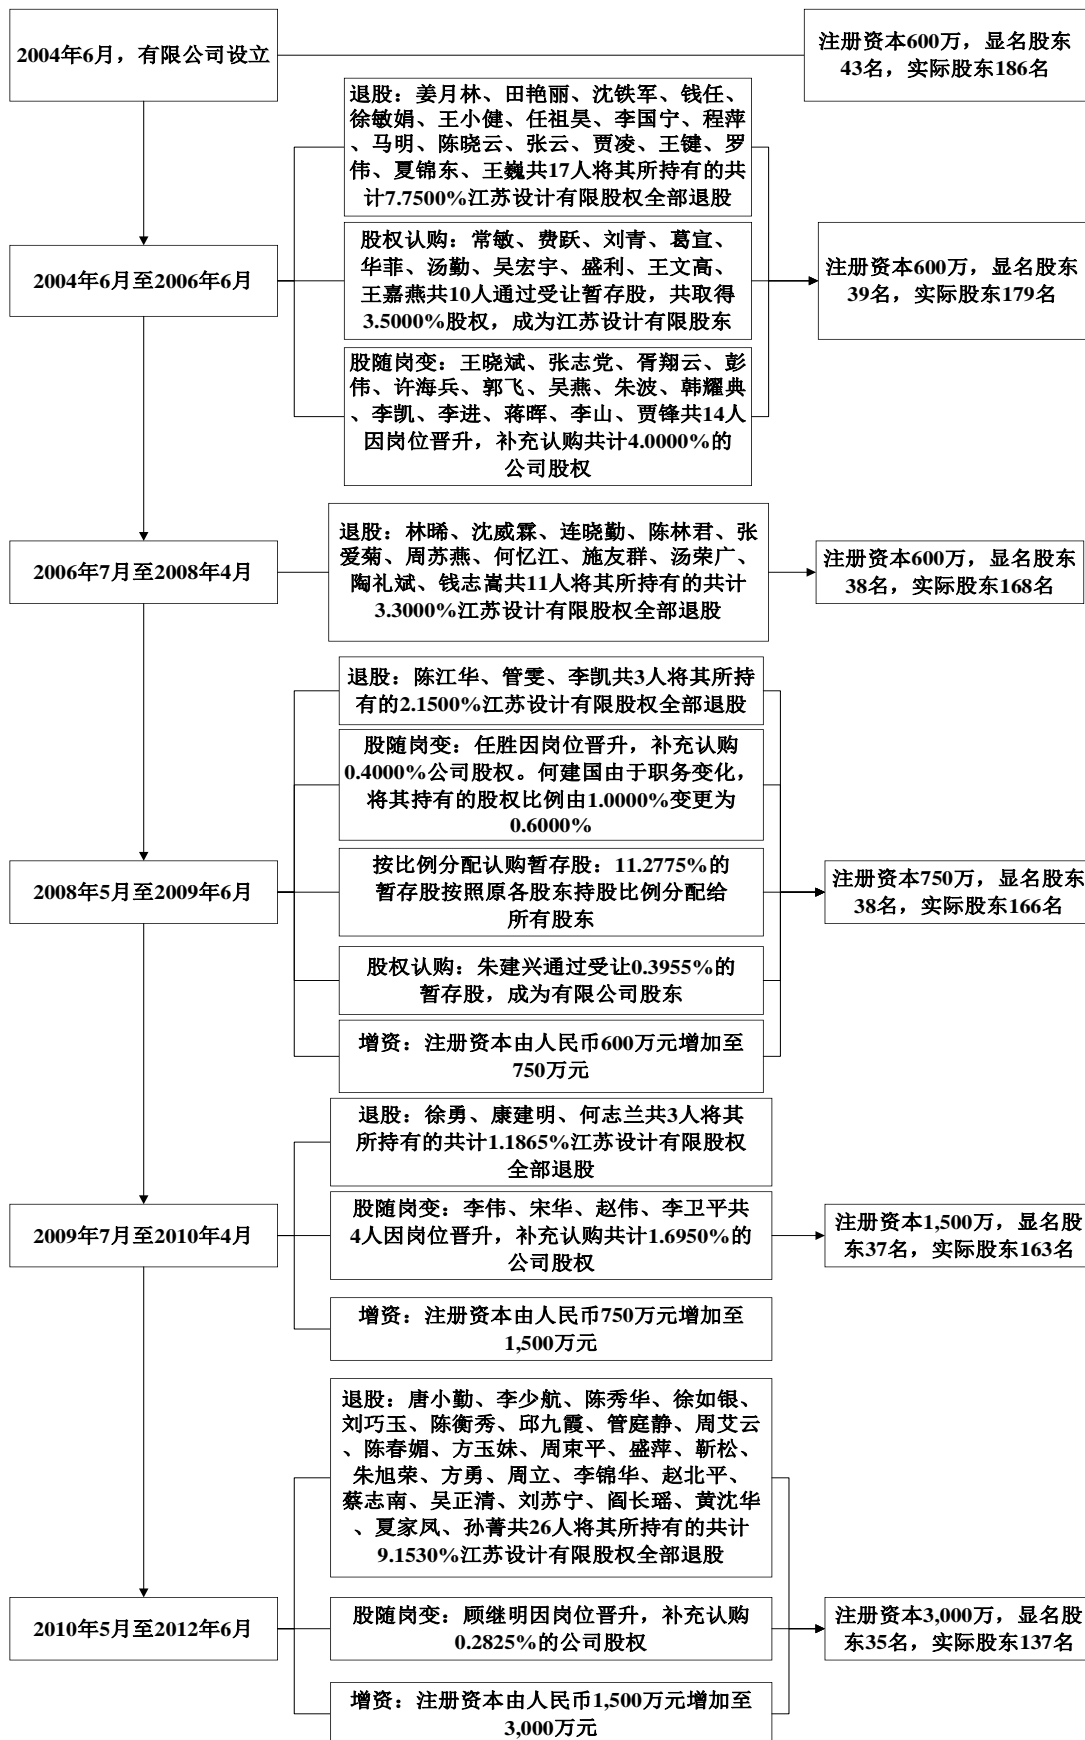 2004年6月，有限公司设立
注册资本600万，显名股东
43名，实际股东186名
退股：姜月林、田艳丽、沈铁军、钱任、
徐敏娟、王小健、任祖昊、李国宁、程萍
、马明、陈晓云、张云、贾凌、王键、罗
伟、夏锦东、王巍共17人将其所持有的共
计7.7500%江苏设计有限股权全部退股
2004年6月至2006年6月
股权认购：常敏、费跃、刘青、葛宣、
华菲、汤勤、吴宏宇、盛利、王文高、
王嘉燕共10人通过受让暂存股，共取得
3.5000%股权，成为江苏设计有限股东
股随岗变：王晓斌、张志党、胥翔云、彭
伟、许海兵、郭飞、吴燕、朱波、韩耀典
、李凯、李进、蒋晖、李山、贾锋共14人
因岗位晋升，补充认购共计4.0000%的
公司股权
注册资本600万，显名股东
39名，实际股东179名
2006年7月至2008年4月
退股：林晞、沈威霖、连晓勤、陈林君、张
爱菊、周苏燕、何忆江、施友群、汤荣广、
陶礼斌、钱志嵩共11人将其所持有的共计
3.3000%江苏设计有限股权全部退股
注册资本600万，显名股东
38名，实际股东168名
退股：陈江华、管雯、李凯共3人将其所持
有的2.1500%江苏设计有限股权全部退股
股随岗变：任胜因岗位晋升，补充认购
0.4000%公司股权。何建国由于职务变化，
将其持有的股权比例由1.0000%变更为
0.6000%
2008年5月至2009年6月
按比例分配认购暂存股：11.2775%的
暂存股按照原各股东持股比例分配给
所有股东
股权认购：朱建兴通过受让0.3955%的
暂存股，成为有限公司股东
增资：注册资本由人民币600万元增加至
750万元
注册资本750万，显名股东
38名，实际股东166名
退股：徐勇、康建明、何志兰共3人将其
所持有的共计1.1865%江苏设计有限股权
全部退股
2009年7月至2010年4月
股随岗变：李伟、宋华、赵伟、李卫平共
4人因岗位晋升，补充认购共计1.6950%的
公司股权
增资：注册资本由人民币750万元增加至
1,500万元
注册资本1,500万，显名股
东37名，实际股东163名
退股：唐小勤、李少航、陈秀华、徐如银、
刘巧玉、陈衡秀、邱九霞、管庭静、周艾云
、陈春媚、方玉妹、周束平、盛萍、靳松、
朱旭荣、方勇、周立、李锦华、赵北平、
蔡志南、吴正清、刘苏宁、阎长瑶、黄沈华
、夏家凤、孙菁共26人将其所持有的共计
9.1530%江苏设计有限股权全部退股
2010年5月至2012年6月
股随岗变：顾继明因岗位晋升，补充认购
0.2825%的公司股权
增资：注册资本由人民币1,500万元增加至
3,000万元
注册资本3,000万，显名股
东35名，实际股东137名